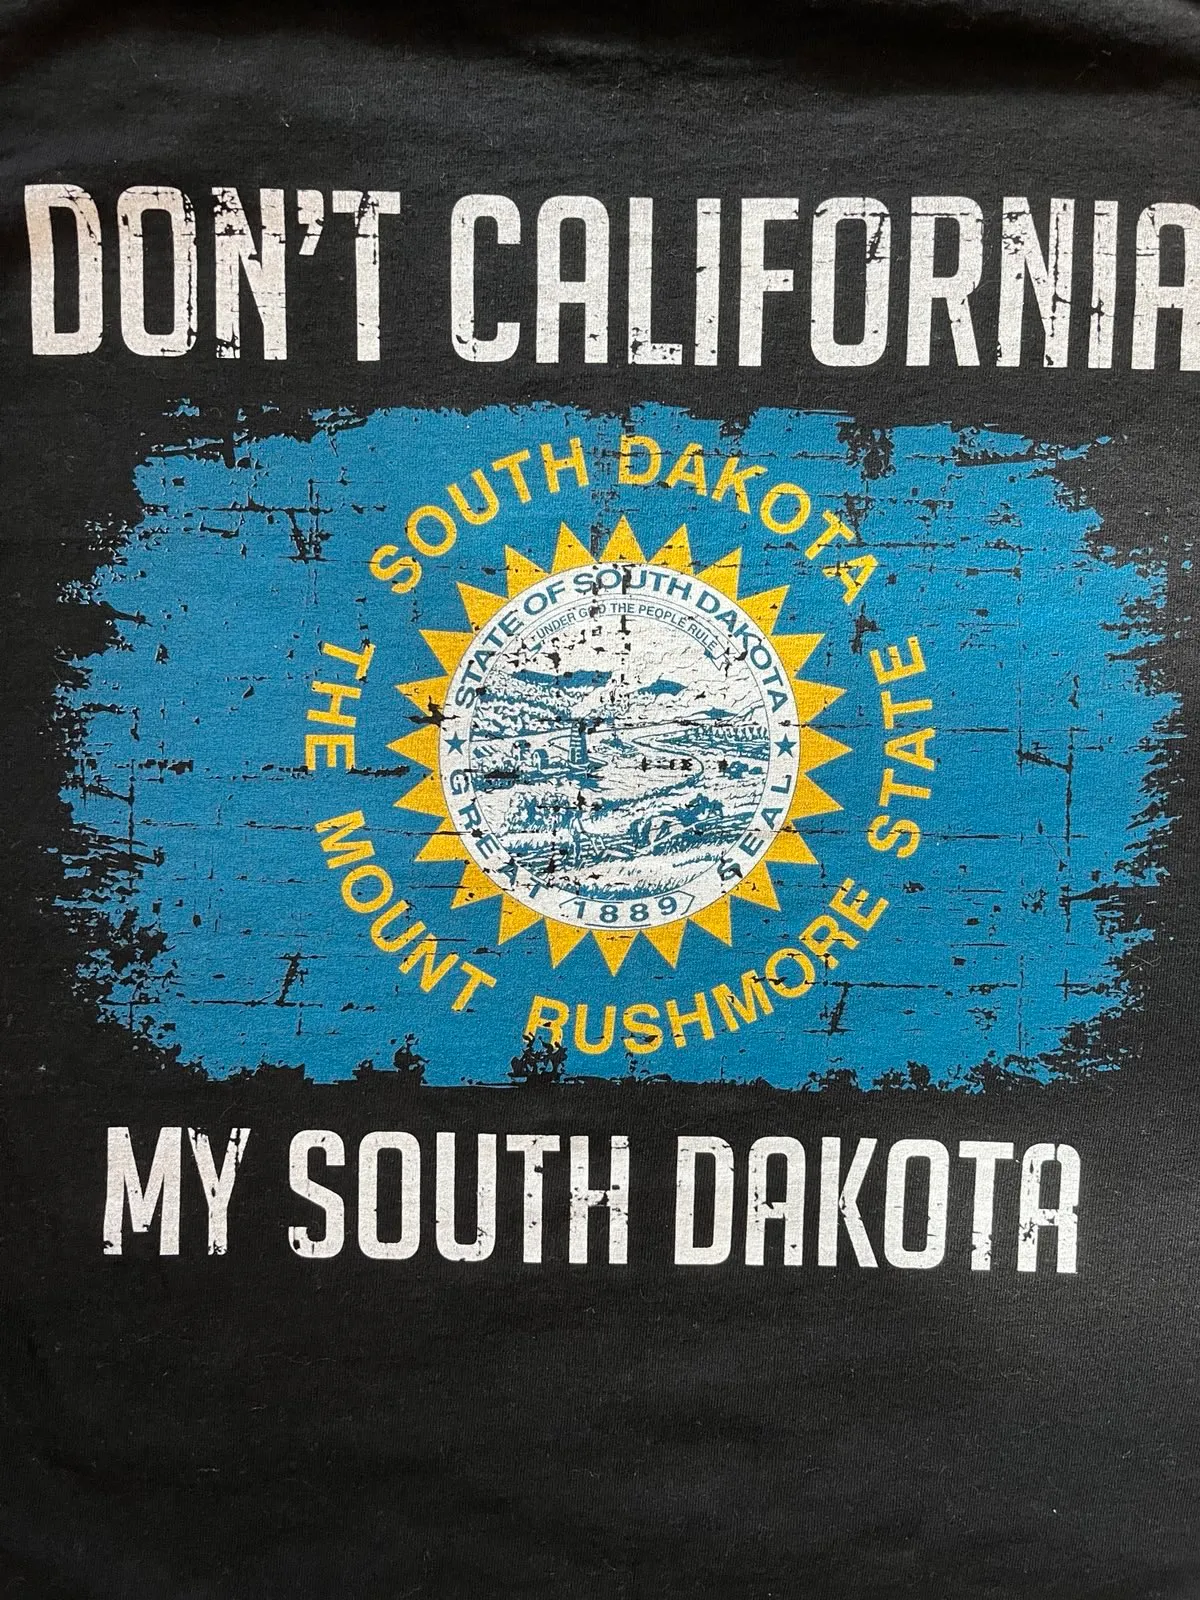 DON'T CALIFORNIA
SOUTH DAKOTA
STATE OF SOUTH DAKOTA
UNDER GOD THE PEOPLE RULE
GREAT SEAL
1889
THE MOUNT RUSHMORE STATE
MY SOUTH DAKOTA